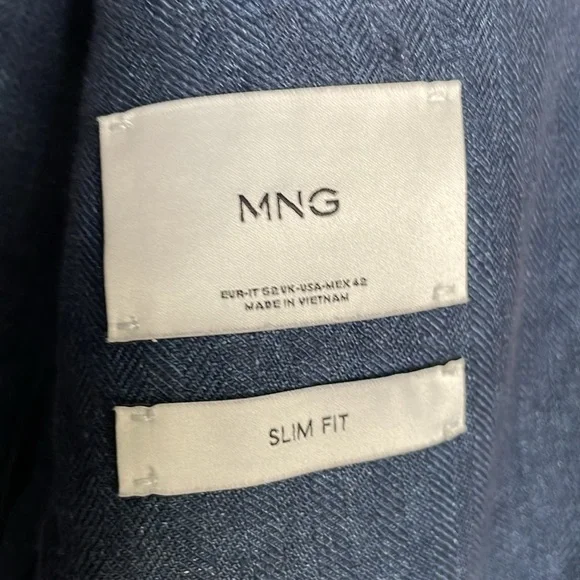 MNG
EUR-IT 52 UK-USA-MEX 42
MADE IN VIETNAM
SLIM FIT